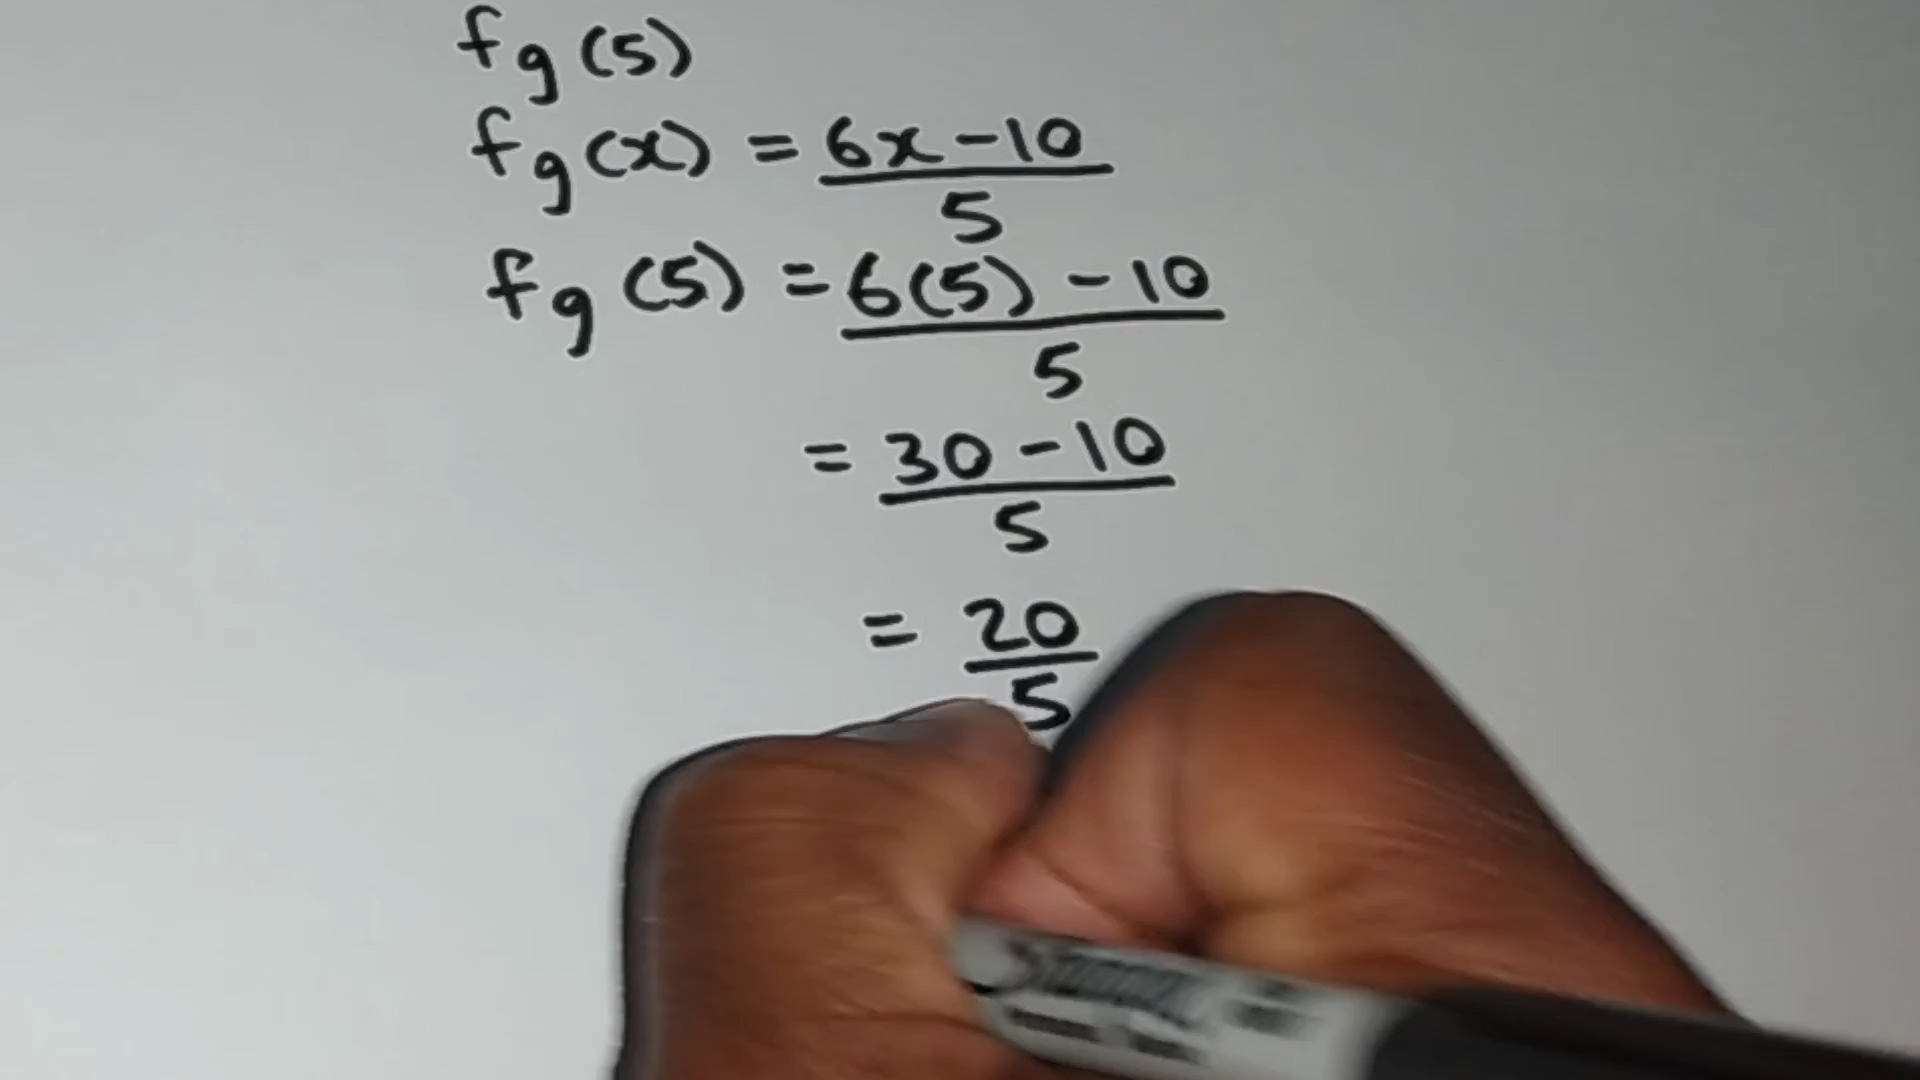 fg(5)
fg(x) = 6x-10
5
fg(5) = 6(5) - 10
5
= 30 - 10
5
= 20
5